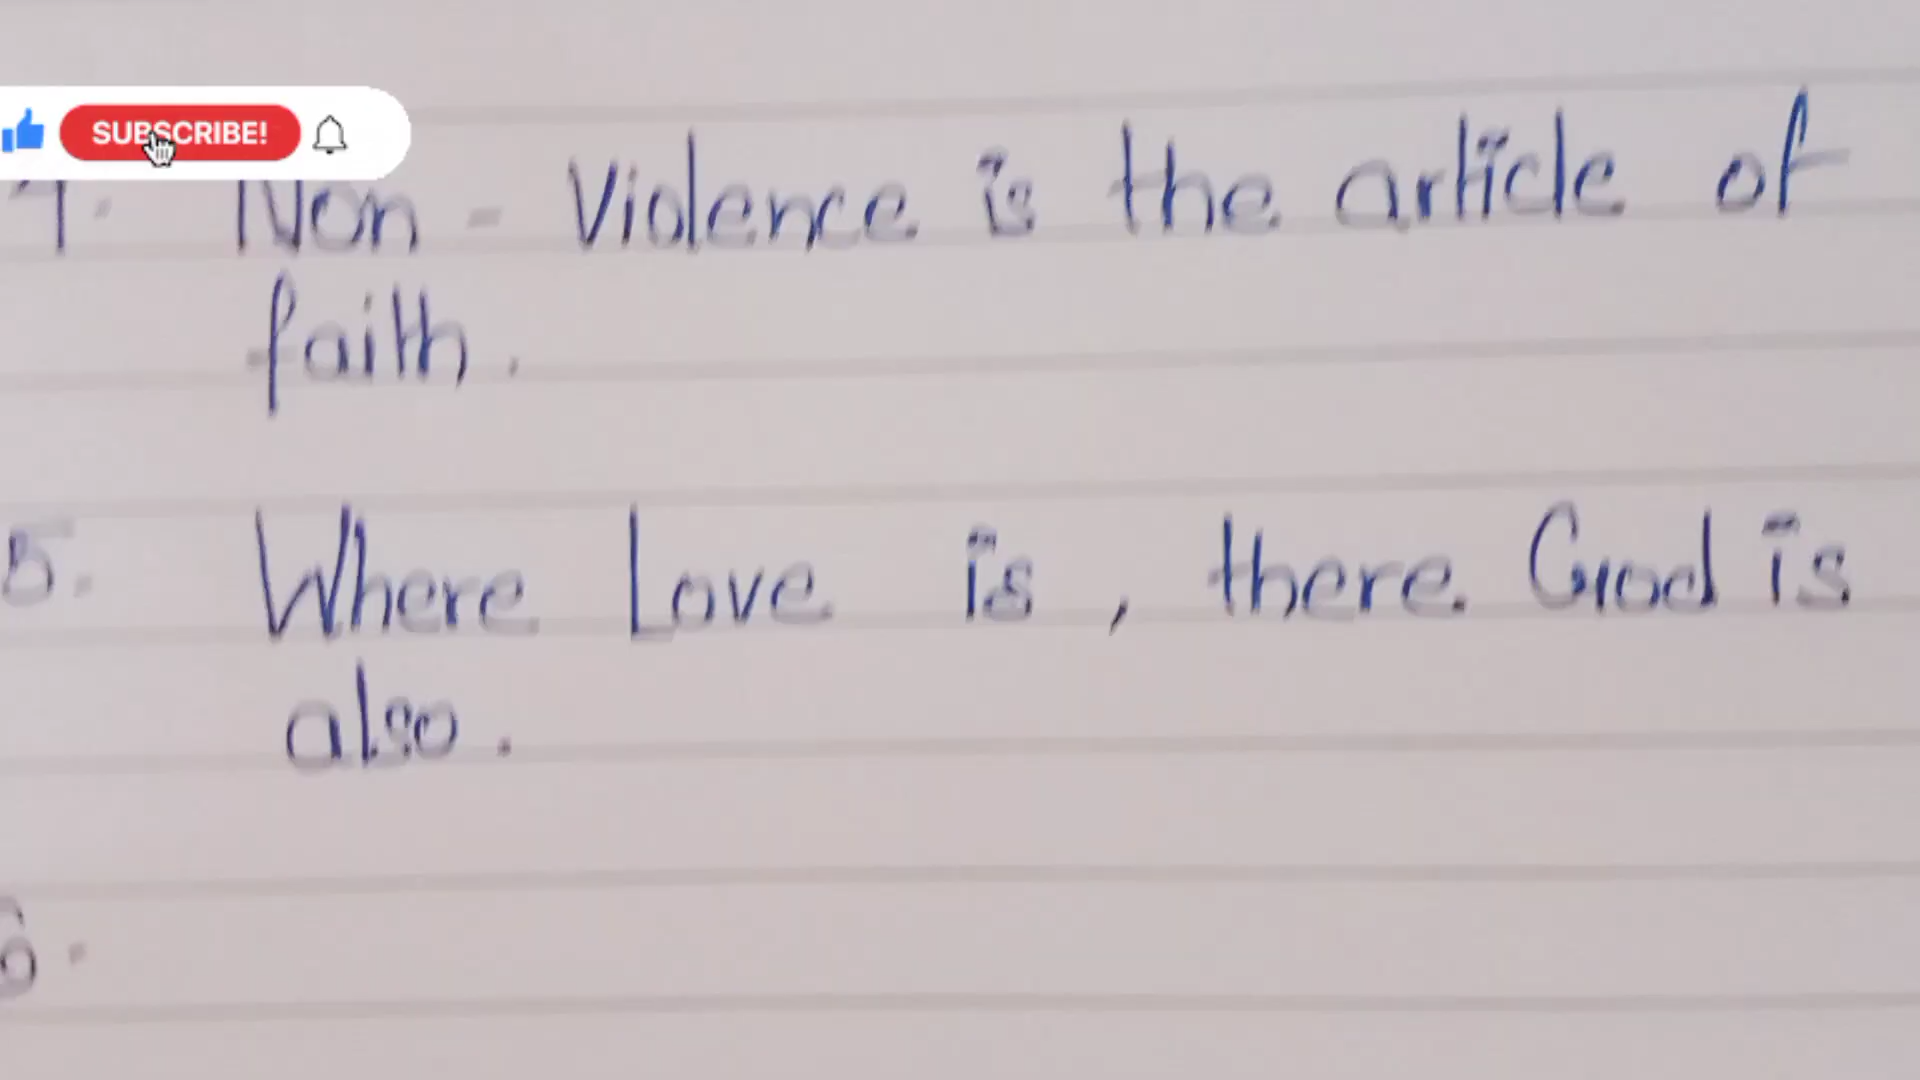 SUBSCRIBE!
4. Non - Violence is the article of
faith.
5. Where Love is, there God is
also.
6.